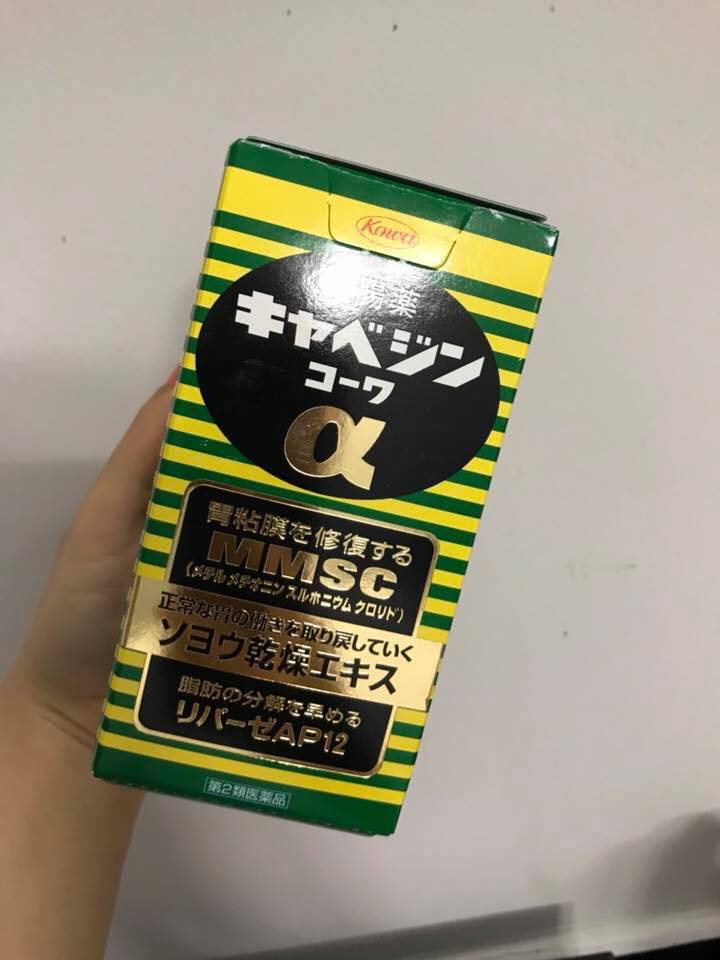 Kowa
腸薬
キャベジン
コーワ
α
胃粘膜を修復する
MMSC
(メチルメチオニンスルホニウムクロリド)
正常な胃の働きを取り戻していく
ソヨウ乾燥エキス
脂肪の分解を早める
リパーゼAP12
第2類医薬品